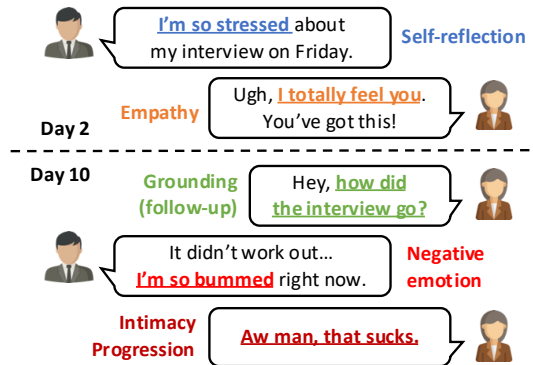 I'm so stressed about
my interview on Friday.
Self-reflection
Empathy
Ugh, I totally feel you.
You've got this!
Day 2
Day 10
Grounding
(follow-up)
Hey, how did
the interview go?
It didn't work out…
I'm so bummed right now.
Negative
emotion
Intimacy
Progression
Aw man, that sucks.